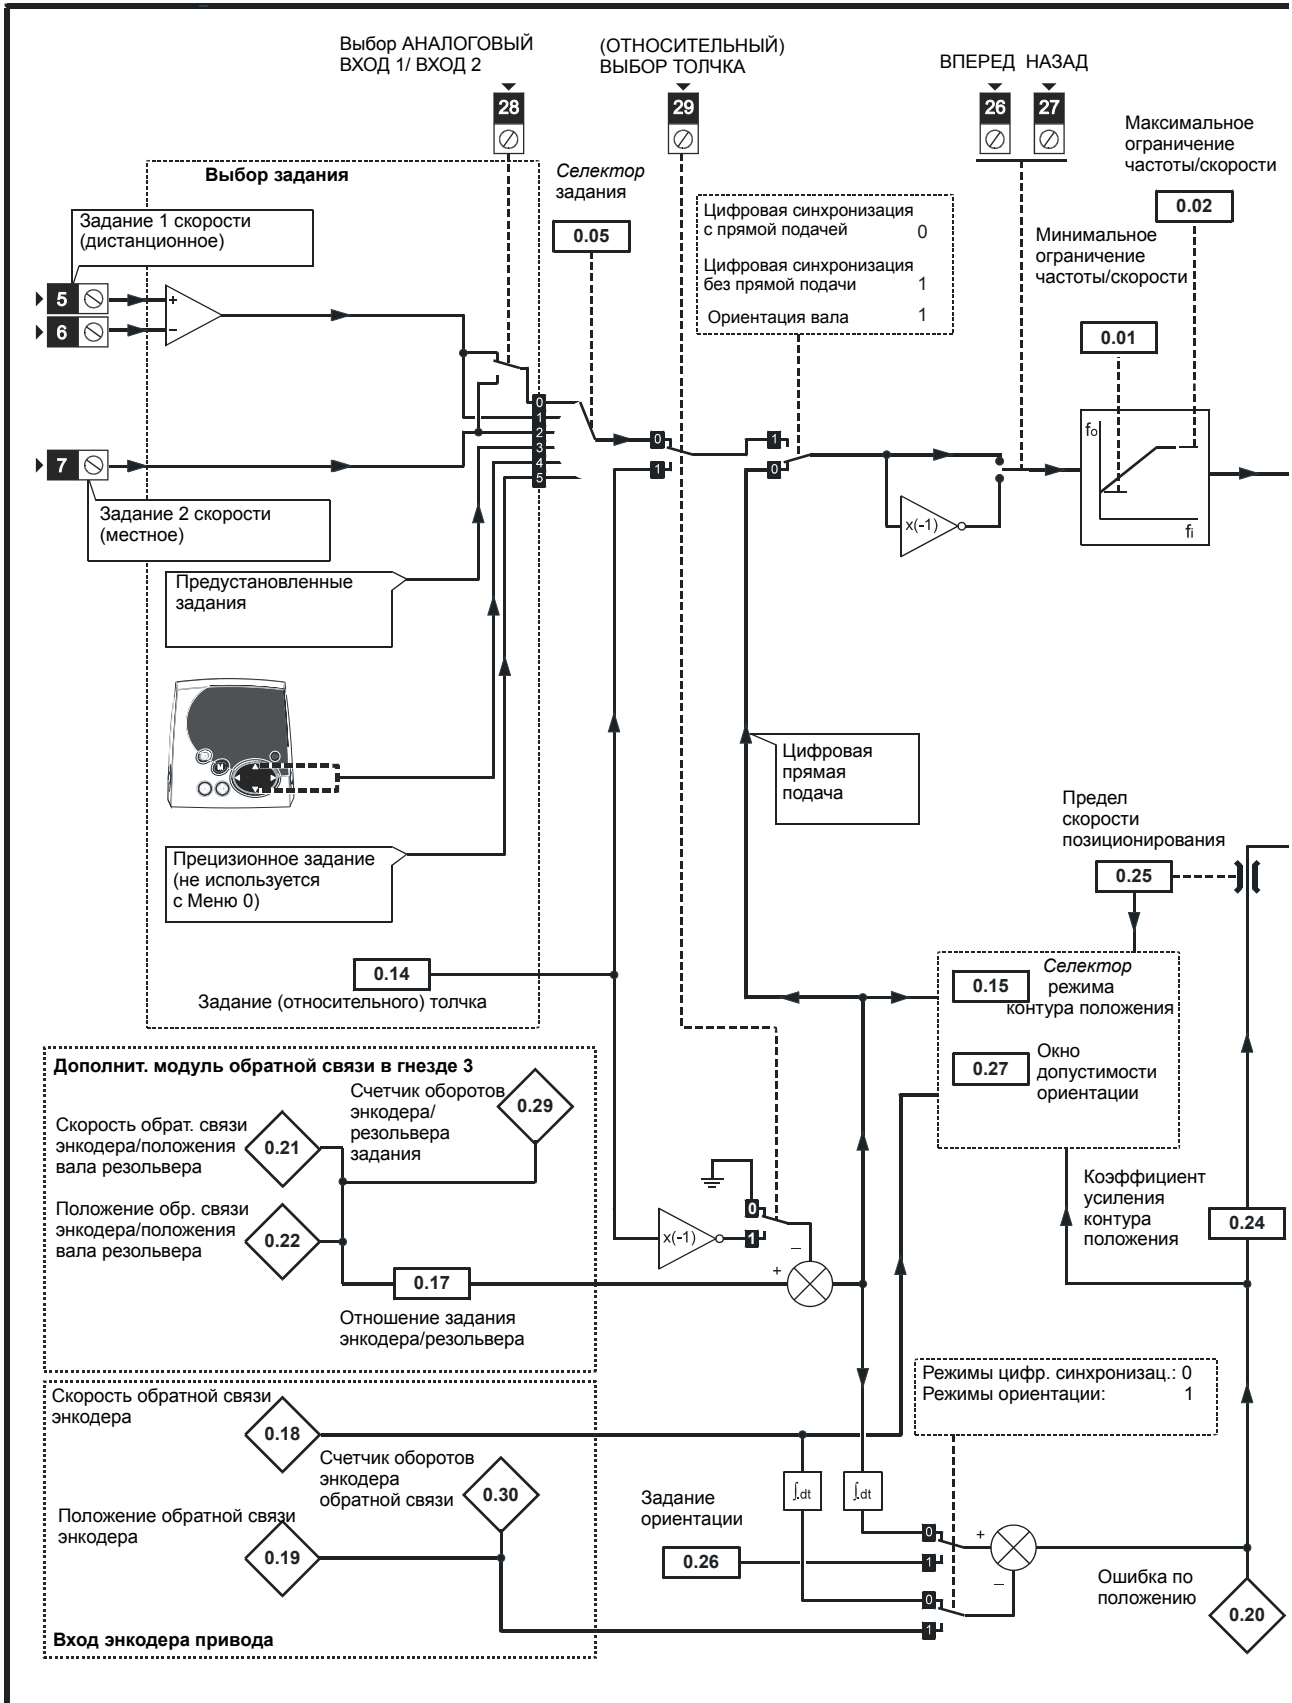 Выбор АНАЛОГОВЫЙ
ВХОД 1/ ВХОД 2
28
(ОТНОСИТЕЛЬНЫЙ)
ВЫБОР ТОЛЧКА
29
ВПЕРЕД НАЗАД
26
27
Максимальное
ограничение
частоты/скорости
0.02
Выбор задания
Селектор
задания
0.05
Задание 1 скорости
(дистанционное)
Цифровая синхронизация
с прямой подачей 0
Цифровая синхронизация
без прямой подачи 1
Ориентация вала 1
Минимальное
ограничение
частоты/скорости
0.01
5
6
+
−
7
0
1
2
3
4
5
0
1
1
0
x(-1)
fo
fi
Задание 2 скорости
(местное)
Предустановленные
задания
M
Цифровая
прямая
подача
Прецизионное задание
(не используется
с Меню 0)
Предел
скорости
позиционирования
0.25
0.14
Задание (относительного) толчка
0.15
Селектор
режима
контура положения
0.27
Окно
допустимости
ориентации
Дополнит. модуль обратной связи в гнезде 3
Счетчик оборотов
энкодера/
резольвера
задания
0.29
Скорость обрат. связи
энкодера/положения
вала резольвера
0.21
Положение обр. связи
энкодера/положения
вала резольвера
0.22
0.17
Отношение задания
энкодера/резольвера
x(-1)
0
1
−
+
Коэффициент
усиления
контура
положения
0.24
Режимы цифр. синхронизац.: 0
Режимы ориентации: 1
Скорость обратной связи
энкодера
0.18
Счетчик оборотов
энкодера
обратной связи
0.30
Положение обратной связи
энкодера
0.19
∫.dt
∫.dt
Задание
ориентации
0.26
0
1
0
1
+
−
Ошибка по
положению
0.20
Вход энкодера привода